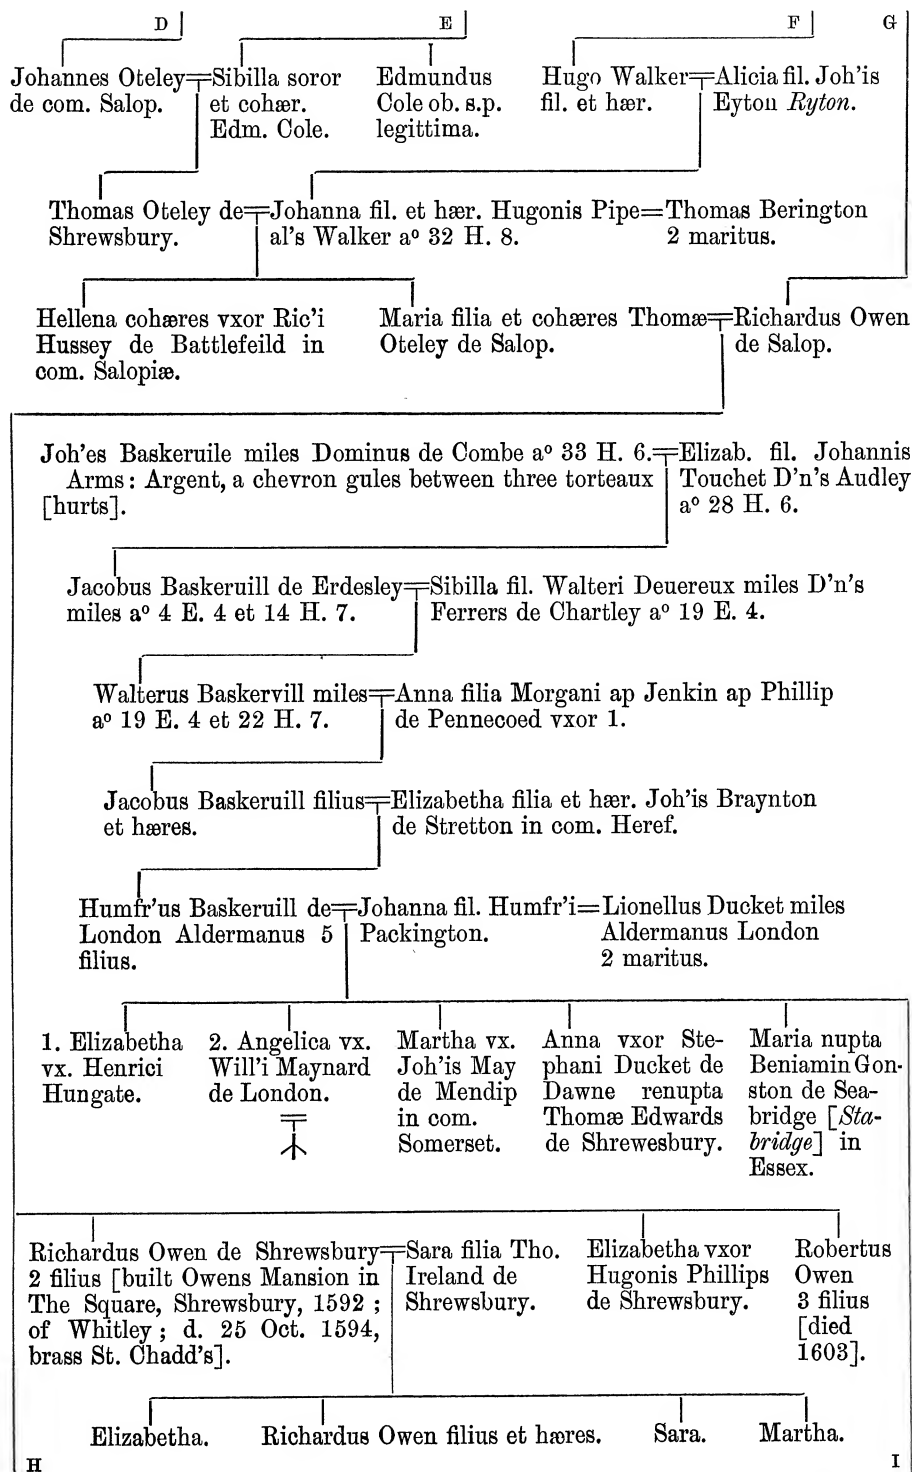 D E F G
Johannes Oteley=Sibilla soror Edmundus Hugo Walker=Alicia fil. Joh'is
de com. Salop. et cohær. Cole ob. s.p. fil. et hær. Eyton Ryton.
Edm. Cole. legittima.
Thomas Oteley de=Johanna fil. et hær. Hugonis Pipe=Thomas Berington
Shrewsbury. al's Walker aº 32 H. 8. 2 maritus.
Hellena cohæres vxor Ric'i Maria filia et cohæres Thomæ=Richardus Owen
Hussey de Battlefeild in Oteley de Salop. de Salop.
com. Salopiæ.
Joh'es Baskeruile miles Dominus de Combe aº 33 H. 6.=Elizab. fil. Johannis
Arms: Argent, a chevron gules between three torteaux Touchet D'n's Audley
[hurts]. aº 28 H. 6.
Jacobus Baskeruill de Erdesley=Sibilla fil. Walteri Deuereux miles D'n's
miles aº 4 E. 4 et 14 H. 7. Ferrers de Chartley aº 19 E. 4.
Walterus Baskervill miles=Anna filia Morgani ap Jenkin ap Phillip
aº 19 E. 4 et 22 H. 7. de Pennecoed vxor 1.
Jacobus Baskeruill filius=Elizabetha filia et hær. Joh'is Braynton
et hæres. de Stretton in com. Heref.
Humfr'us Baskeruill de=Johanna fil. Humfr'i=Lionellus Ducket miles
London Aldermanus 5 Packington. Aldermanus London
filius. 2 maritus.
1. Elizabetha 2. Angelica vx. Martha vx. Anna vxor Ste- Maria nupta
vx. Henrici Will'i Maynard Joh'is May phani Ducket de Beniamin Gon-
Hungate. de London. de Mendip Dawne renupta ston de Sea-
in com. Thomæ Edwards bridge [Sta-
Somerset. de Shrewesbury. bridge] in
Essex.
Richardus Owen de Shrewsbury=Sara filia Tho. Elizabetha vxor Robertus
2 filius [built Owens Mansion in Ireland de Hugonis Phillips Owen
The Square, Shrewsbury, 1592; Shrewsbury. de Shrewsbury. 3 filius
of Whitley; d. 25 Oct. 1594, [died
brass St. Chadd's]. 1603].
Elizabetha. Richardus Owen filius et hæres. Sara. Martha.
H I